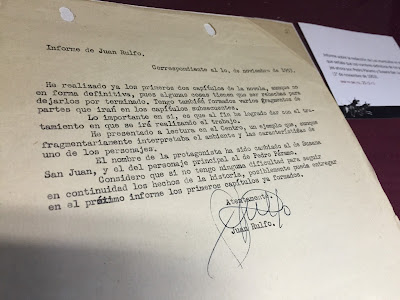 Informe de Juan Rulfo.
Correspondiente al 1o. de noviembre de 1953.
He realizado ya los primeros dos capítulos de la novela, aunque no
en forma definitiva, pues algunas cosas tienen que ser rehechas para
dejarlos por terminado. Tengo también formados varios fragmentos de
partes que irán en los capítulos subsecuentes.
Lo importante en sí, es que al fin he logrado dar con el tra-
tamiento en que se irá realizando el trabajo.
He presentado a lectura en el Centro, un ejemplo que, aunque
fragmentariamente interpretaba el ambiente y las características de
uno de los personajes.
El nombre de la protagonista ha sido cambiado al de Susana
San Juan, y el del personaje principal al de Pedro Páramo.
Considero que si no tengo ninguna dificultad para seguir
en continuidad los hechos de la historia, posiblemente pueda entregar
en el próximo informe los primeros capítulos ya formados.
Atentamente.
Juan Rulfo.